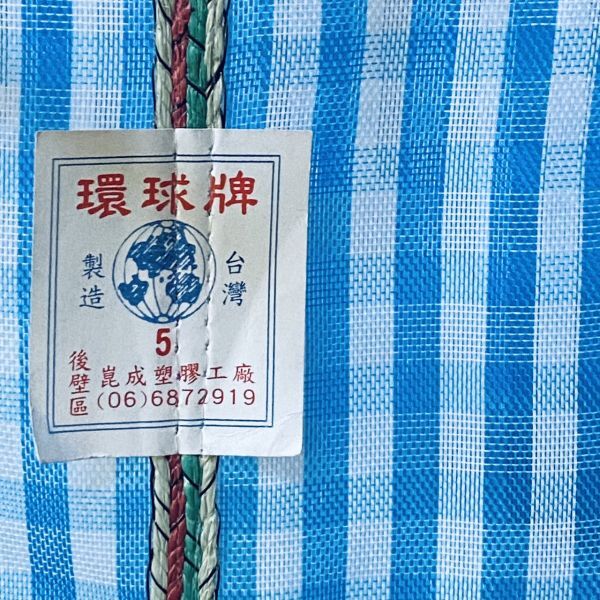 環球牌
台灣
製造
5
後壁區
崑成塑膠工廠
(06)6872919